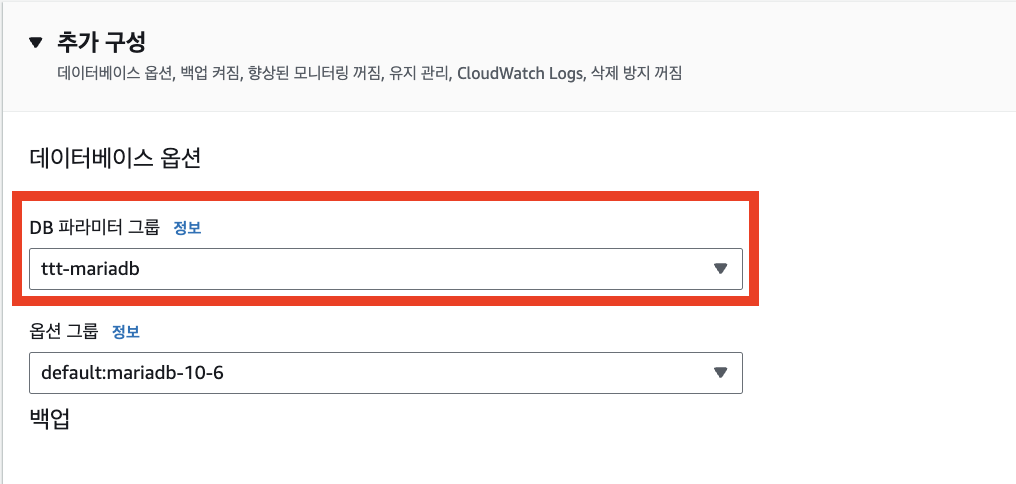 추가 구성
데이터베이스 옵션, 백업 켜짐, 향상된 모니터링 꺼짐, 유지 관리, CloudWatch Logs, 삭제 방지 꺼짐
데이터베이스 옵션
DB 파라미터 그룹 정보
ttt-mariadb
옵션 그룹 정보
default:mariadb-10-6
백업